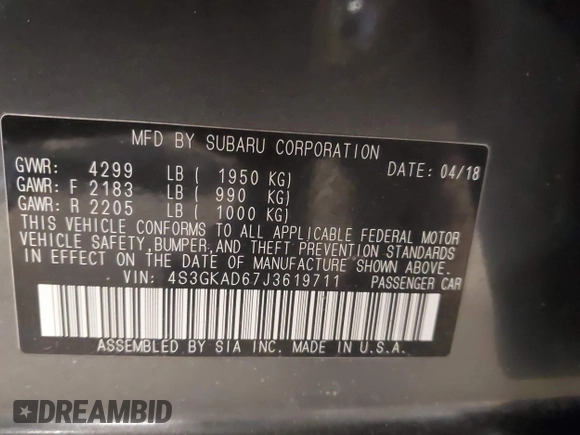 MFD BY SUBARU CORPORATION
GVWR: 4299 LB ( 1950 KG) DATE: 04/18
GAWR: F 2183 LB ( 990 KG)
GAWR: R 2205 LB ( 1000 KG)
THIS VEHICLE CONFORMS TO ALL APPLICABLE FEDERAL MOTOR
VEHICLE SAFETY, BUMPER, AND THEFT PREVENTION STANDARDS
IN EFFECT ON THE DATE OF MANUFACTURE SHOWN ABOVE.
VIN: 4S3GKAD67J3619711 PASSENGER CAR
ASSEMBLED BY SIA INC. MADE IN U.S.A.
DREAMBID